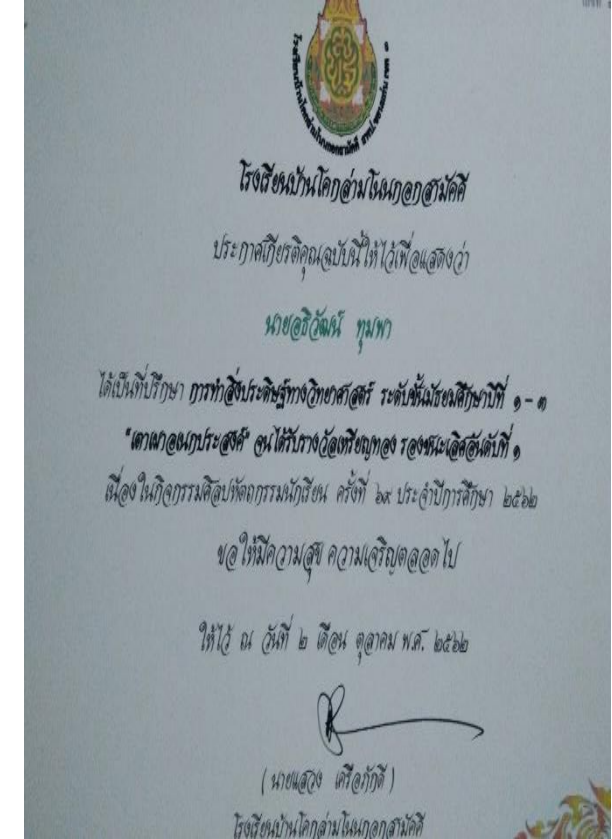 โรงเรียนบ้านโคกล่ามโนนกอกสามัคคี
ประกาศเกียรติคุณฉบับนี้ให้ไว้เพื่อแสดงว่า
นายอธิวัฒน์ ทุมพา
ได้เป็นที่ปรึกษา การทำสิ่งประดิษฐ์ทางวิทยาศาสตร์ ระดับชั้นมัธยมศึกษาปีที่ ๑ - ๓
"เตาเผาอเนกประสงค์" จนได้รับรางวัลเหรียญทอง รองชนะเลิศอันดับที่ ๑
เนื่องในกิจกรรมศิลปหัตถกรรมนักเรียน ครั้งที่ ๖๙ ประจำปีการศึกษา ๒๕๖๒
ขอให้มีความสุข ความเจริญตลอดไป
ให้ไว้ ณ วันที่ ๒ เดือน ตุลาคม พ.ศ. ๒๕๖๒
( นายแสวง เครือภักดี )
โรงเรียนบ้านโคกล่ามโนนกอกสามัคคี